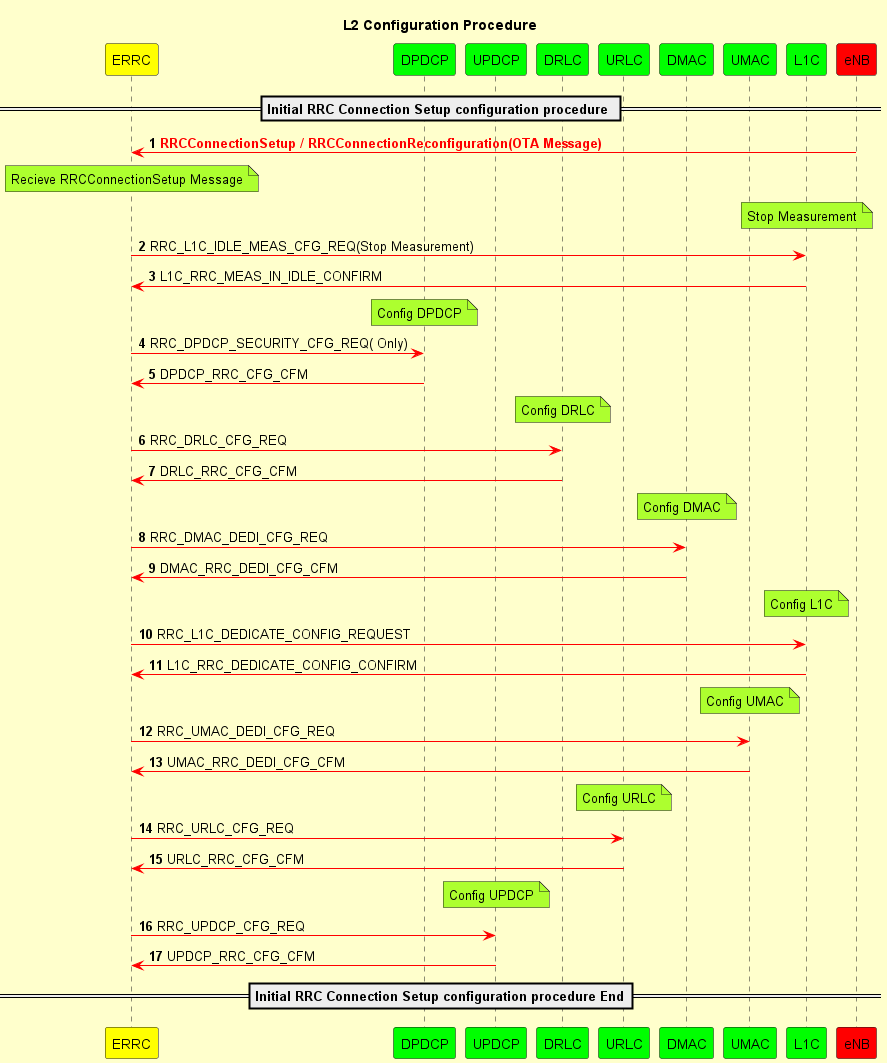 L2 Configuration Procedure
ERRC DPDCP UPDCP DRLC URLC DMAC UMAC L1C eNB
Initial RRC Connection Setup configuration procedure
1 RRCConnectionSetup / RRCConnectionReconfiguration(OTA Message)
Recieve RRCConnectionSetup Message
Stop Measurement
2 RRC_L1C_IDLE_MEAS_CFG_REQ(Stop Measurement)
3 L1C_RRC_MEAS_IN_IDLE_CONFIRM
Config DPDCP
4 RRC_DPDCP_SECURITY_CFG_REQ( Only)
5 DPDCP_RRC_CFG_CFM
Config DRLC
6 RRC_DRLC_CFG_REQ
7 DRLC_RRC_CFG_CFM
Config DMAC
8 RRC_DMAC_DEDI_CFG_REQ
9 DMAC_RRC_DEDI_CFG_CFM
Config L1C
10 RRC_L1C_DEDICATE_CONFIG_REQUEST
11 L1C_RRC_DEDICATE_CONFIG_CONFIRM
Config UMAC
12 RRC_UMAC_DEDI_CFG_REQ
13 UMAC_RRC_DEDI_CFG_CFM
Config URLC
14 RRC_URLC_CFG_REQ
15 URLC_RRC_CFG_CFM
Config UPDCP
16 RRC_UPDCP_CFG_REQ
17 UPDCP_RRC_CFG_CFM
Initial RRC Connection Setup configuration procedure End
ERRC DPDCP UPDCP DRLC URLC DMAC UMAC L1C eNB